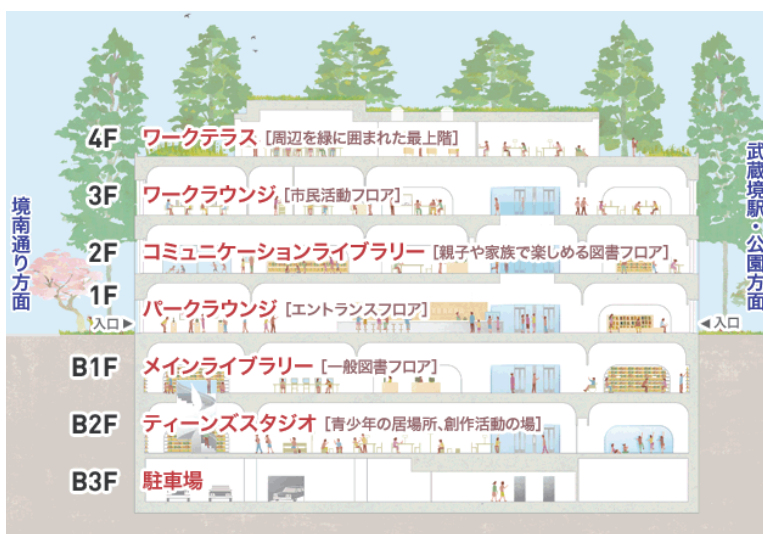 4F ワークテラス [周辺を緑に囲まれた最上階]
3F ワークラウンジ [市民活動フロア]
2F コミュニケーションライブラリー [親子や家族で楽しめる図書フロア]
1F パークラウンジ [エントランスフロア]
B1F メインライブラリー [一般図書フロア]
B2F ティーンズスタジオ [青少年の居場所、創作活動の場]
B3F 駐車場
境南通り方面
入口▶
武蔵境駅・公園方面
◀入口